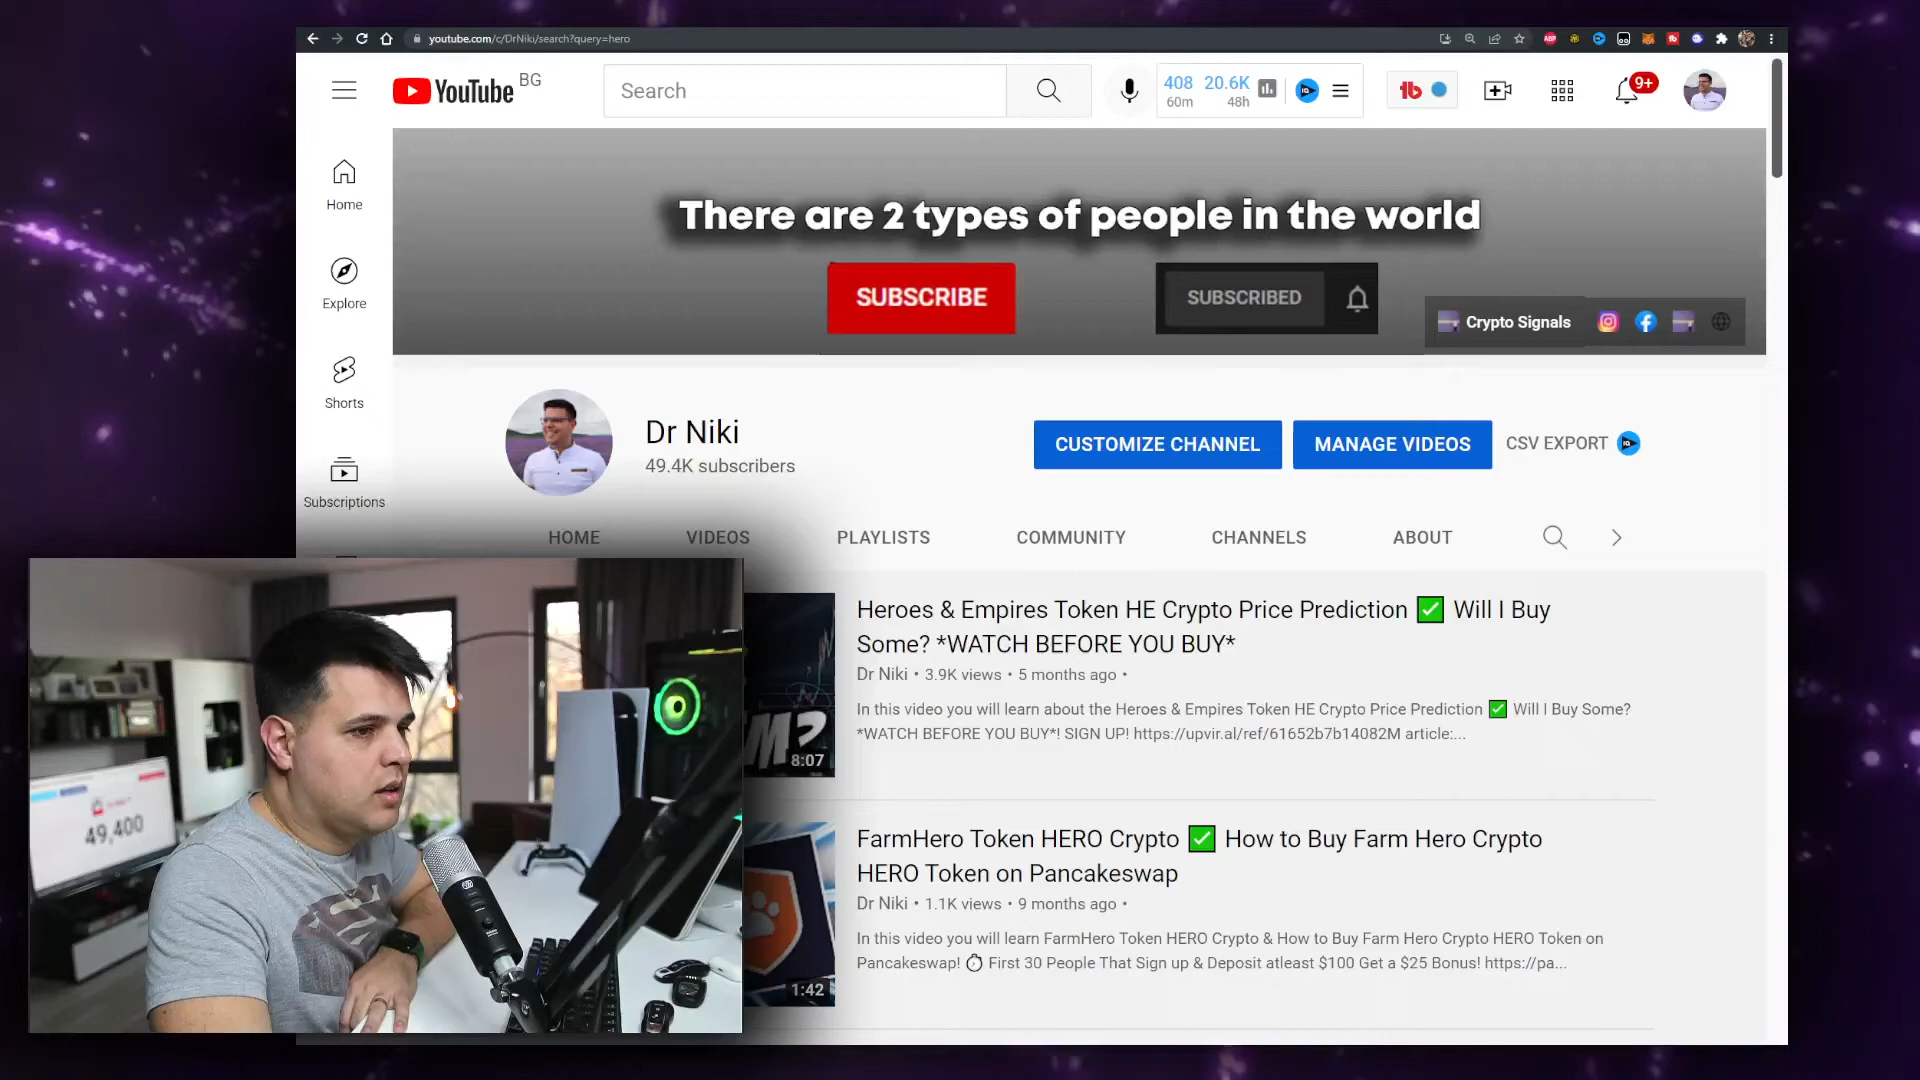 youtube.com/c/DrNiki/search?query=hero
YouTube BG
Search
408 20.6K
60m 48h
9+
Home
Explore
Shorts
Subscriptions
There are 2 types of people in the world
SUBSCRIBE
SUBSCRIBED
Crypto Signals
Dr Niki
49.4K subscribers
CUSTOMIZE CHANNEL
MANAGE VIDEOS
CSV EXPORT
HOME VIDEOS PLAYLISTS COMMUNITY CHANNELS ABOUT
Heroes & Empires Token HE Crypto Price Prediction ✅ Will I Buy
Some? *WATCH BEFORE YOU BUY*
Dr Niki • 3.9K views • 5 months ago •
In this video you will learn about the Heroes & Empires Token HE Crypto Price Prediction ✅ Will I Buy Some?
*WATCH BEFORE YOU BUY*! SIGN UP! https://upvir.al/ref/61652b7b14082M article:...
M?
8:07
FarmHero Token HERO Crypto ✅ How to Buy Farm Hero Crypto
HERO Token on Pancakeswap
Dr Niki • 1.1K views • 9 months ago •
In this video you will learn FarmHero Token HERO Crypto & How to Buy Farm Hero Crypto HERO Token on
Pancakeswap! ⏱ First 30 People That Sign up & Deposit atleast $100 Get a $25 Bonus! https://pa...
1:42
49,400